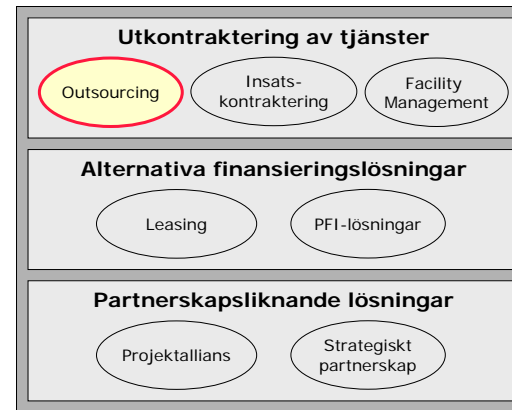 Utkontraktering av tjänster
Outsourcing
Insats-
kontraktering
Facility
Management
Alternativa finansieringslösningar
Leasing
PFI-lösningar
Partnerskapsliknande lösningar
Projektallians
Strategiskt
partnerskap